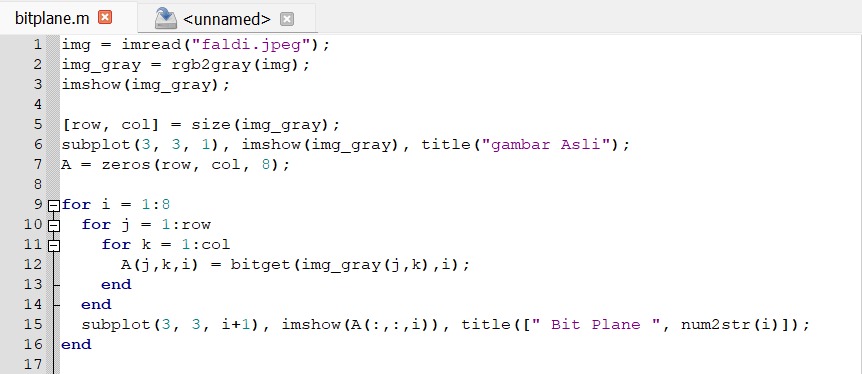 bitplane.m <unnamed>
1 img = imread("faldi.jpeg");
2 img_gray = rgb2gray(img);
3 imshow(img_gray);
4
5 [row, col] = size(img_gray);
6 subplot(3, 3, 1), imshow(img_gray), title("gambar Asli");
7 A = zeros(row, col, 8);
8
9 for i = 1:8
10   for j = 1:row
11     for k = 1:col
12       A(j,k,i) = bitget(img_gray(j,k),i);
13     end
14   end
15   subplot(3, 3, i+1), imshow(A(:,:,i)), title([" Bit Plane ", num2str(i)]);
16 end
17